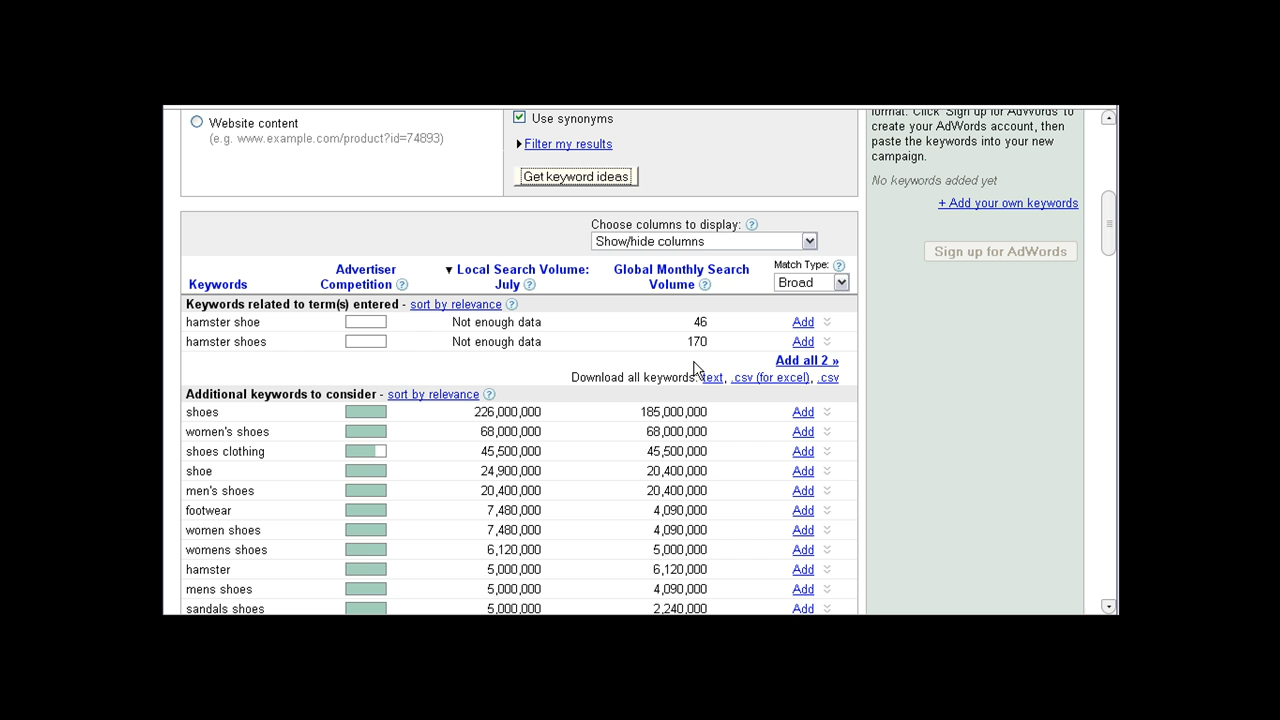 Website content
(e.g. www.example.com/product?id=74893)
Use synonyms
Filter my results
Get keyword ideas
format. Click 'Sign up for AdWords' to
create your AdWords account, then
paste the keywords into your new
campaign.
No keywords added yet
+ Add your own keywords
Sign up for AdWords
Choose columns to display: ?
Show/hide columns
Keywords Advertiser Competition ? Local Search Volume: July ? Global Monthly Search Volume ? Match Type: ? Broad
Keywords related to term(s) entered - sort by relevance ?
hamster shoe Not enough data 46 Add
hamster shoes Not enough data 170 Add
Add all 2 »
Download all keywords: text, .csv (for excel), .csv
Additional keywords to consider - sort by relevance ?
shoes 226,000,000 185,000,000 Add
women's shoes 68,000,000 68,000,000 Add
shoes clothing 45,500,000 45,500,000 Add
shoe 24,900,000 20,400,000 Add
men's shoes 20,400,000 20,400,000 Add
footwear 7,480,000 4,090,000 Add
women shoes 7,480,000 4,090,000 Add
womens shoes 6,120,000 5,000,000 Add
hamster 5,000,000 6,120,000 Add
mens shoes 5,000,000 4,090,000 Add
sandals shoes 5,000,000 2,240,000 Add